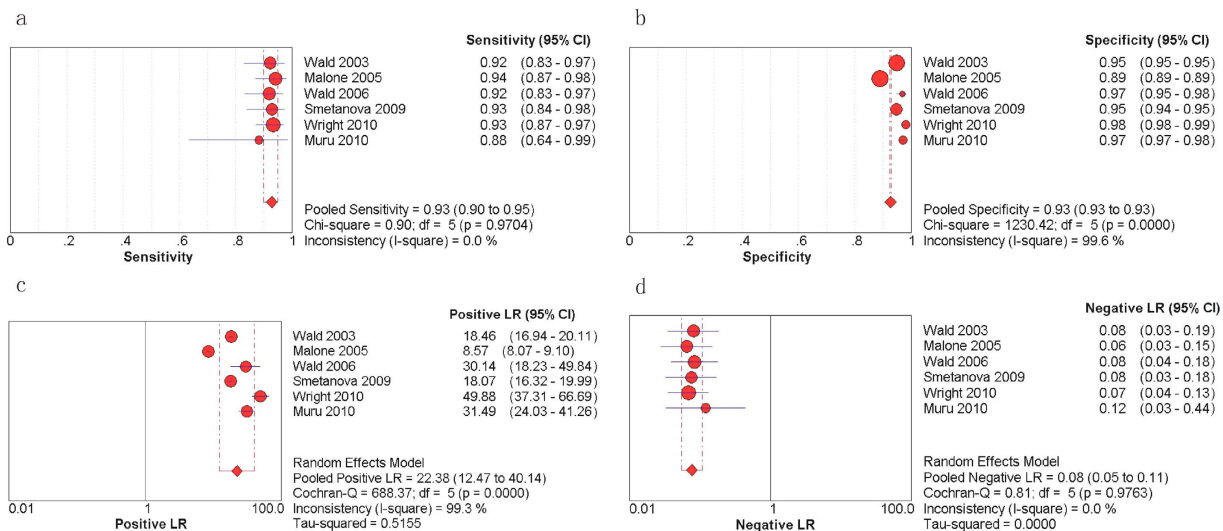 a
Sensitivity (95% CI)
Wald 2003 0.92 (0.83 - 0.97)
Malone 2005 0.94 (0.87 - 0.98)
Wald 2006 0.92 (0.83 - 0.97)
Smetanova 2009 0.93 (0.84 - 0.98)
Wright 2010 0.93 (0.87 - 0.97)
Muru 2010 0.88 (0.64 - 0.99)
Pooled Sensitivity = 0.93 (0.90 to 0.95)
Chi-square = 0.90; df = 5 (p = 0.9704)
Inconsistency (I-square) = 0.0 %
0 .2 .4 .6 .8 1
Sensitivity
b
Specificity (95% CI)
Wald 2003 0.95 (0.95 - 0.95)
Malone 2005 0.89 (0.89 - 0.89)
Wald 2006 0.97 (0.95 - 0.98)
Smetanova 2009 0.95 (0.94 - 0.95)
Wright 2010 0.98 (0.98 - 0.99)
Muru 2010 0.97 (0.97 - 0.98)
Pooled Specificity = 0.93 (0.93 to 0.93)
Chi-square = 1230.42; df = 5 (p = 0.0000)
Inconsistency (I-square) = 99.6 %
0 .2 .4 .6 .8 1
Specificity
c
Positive LR (95% CI)
Wald 2003 18.46 (16.94 - 20.11)
Malone 2005 8.57 (8.07 - 9.10)
Wald 2006 30.14 (18.23 - 49.84)
Smetanova 2009 18.07 (16.32 - 19.99)
Wright 2010 49.88 (37.31 - 66.69)
Muru 2010 31.49 (24.03 - 41.26)
Random Effects Model
Pooled Positive LR = 22.38 (12.47 to 40.14)
Cochran-Q = 688.37; df = 5 (p = 0.0000)
Inconsistency (I-square) = 99.3 %
Tau-squared = 0.5155
0.01 1 100.0
Positive LR
d
Negative LR (95% CI)
Wald 2003 0.08 (0.03 - 0.19)
Malone 2005 0.06 (0.03 - 0.15)
Wald 2006 0.08 (0.04 - 0.18)
Smetanova 2009 0.08 (0.03 - 0.18)
Wright 2010 0.07 (0.04 - 0.13)
Muru 2010 0.12 (0.03 - 0.44)
Random Effects Model
Pooled Negative LR = 0.08 (0.05 to 0.11)
Cochran-Q = 0.81; df = 5 (p = 0.9763)
Inconsistency (I-square) = 0.0 %
Tau-squared = 0.0000
0.01 1 100.0
Negative LR